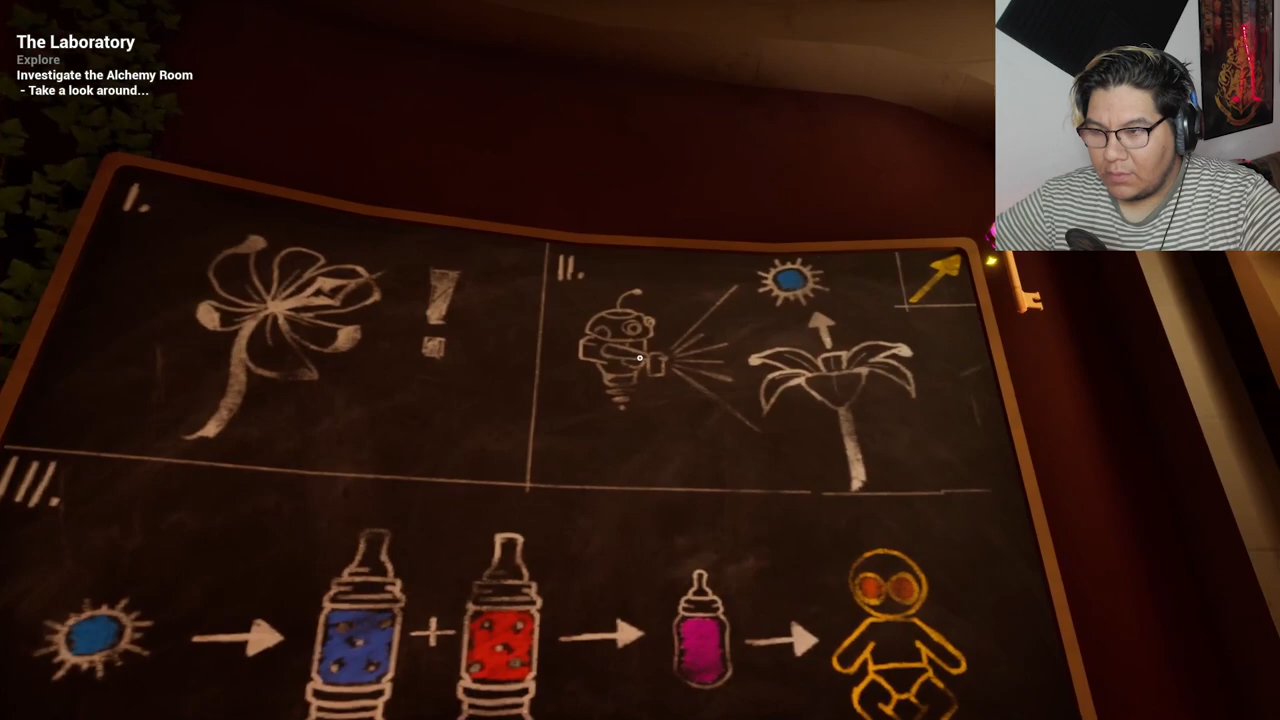 The Laboratory
Explore
Investigate the Alchemy Room
- Take a look around...
I.
!
II.
III.
+